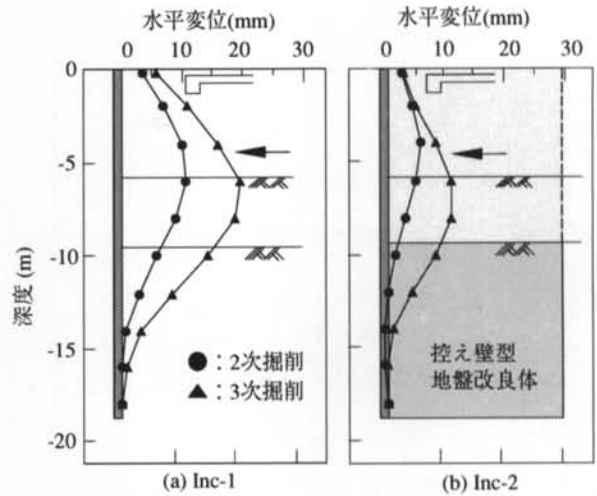 水平変位(mm)
0 10 20 30
水平変位(mm)
0 10 20 30
深度(m)
0
-5
-10
-15
-20
●:2次掘削
▲:3次掘削
控え壁型
地盤改良体
(a) Inc-1
(b) Inc-2